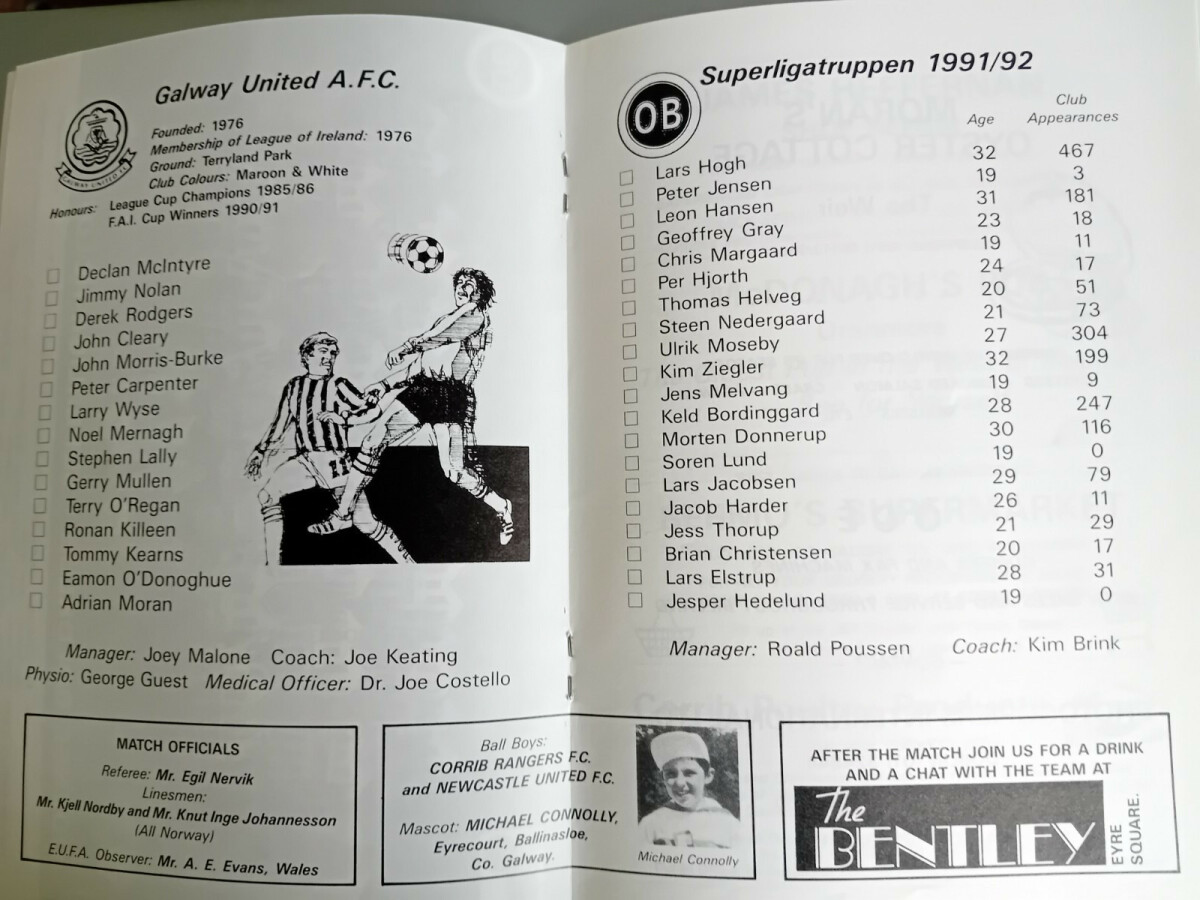 Galway United A.F.C.
GALWAY UNITED F.C.
Founded: 1976
Membership of League of Ireland: 1976
Ground: Terryland Park
Club Colours: Maroon & White
Honours: League Cup Champions 1985/86
F.A.I. Cup Winners 1990/91
Declan McIntyre
Jimmy Nolan
Derek Rodgers
John Cleary
John Morris-Burke
Peter Carpenter
Larry Wyse
Noel Mernagh
Stephen Lally
Gerry Mullen
Terry O'Regan
Ronan Killeen
Tommy Kearns
Eamon O'Donoghue
Adrian Moran
11
Manager: Joey Malone Coach: Joe Keating
Physio: George Guest Medical Officer: Dr. Joe Costello
MATCH OFFICIALS
Referee: Mr. Egil Nervik
Linesmen:
Mr. Kjell Nordby and Mr. Knut Inge Johannesson
(All Norway)
E.U.F.A. Observer: Mr. A. E. Evans, Wales
Ball Boys:
CORRIB RANGERS F.C.
and NEWCASTLE UNITED F.C.
Mascot: MICHAEL CONNOLLY,
Eyrecourt, Ballinasloe,
Co. Galway.
OB
Superligatruppen 1991/92
Age Club Appearances
Lars Hogh 32 467
Peter Jensen 19 3
Leon Hansen 31 181
Geoffrey Gray 23 18
Chris Margaard 19 11
Per Hjorth 24 17
Thomas Helveg 20 51
Steen Nedergaard 21 73
Ulrik Moseby 27 304
Kim Ziegler 32 199
Jens Melvang 19 9
Keld Bordinggard 28 247
Morten Donnerup 30 116
Soren Lund 19 0
Lars Jacobsen 29 79
Jacob Harder 26 11
Jess Thorup 21 29
Brian Christensen 20 17
Lars Elstrup 28 31
Jesper Hedelund 19 0
Manager: Roald Poussen Coach: Kim Brink
Michael Connolly
AFTER THE MATCH JOIN US FOR A DRINK
AND A CHAT WITH THE TEAM AT
The
BENTLEY
EYRE
SQUARE.